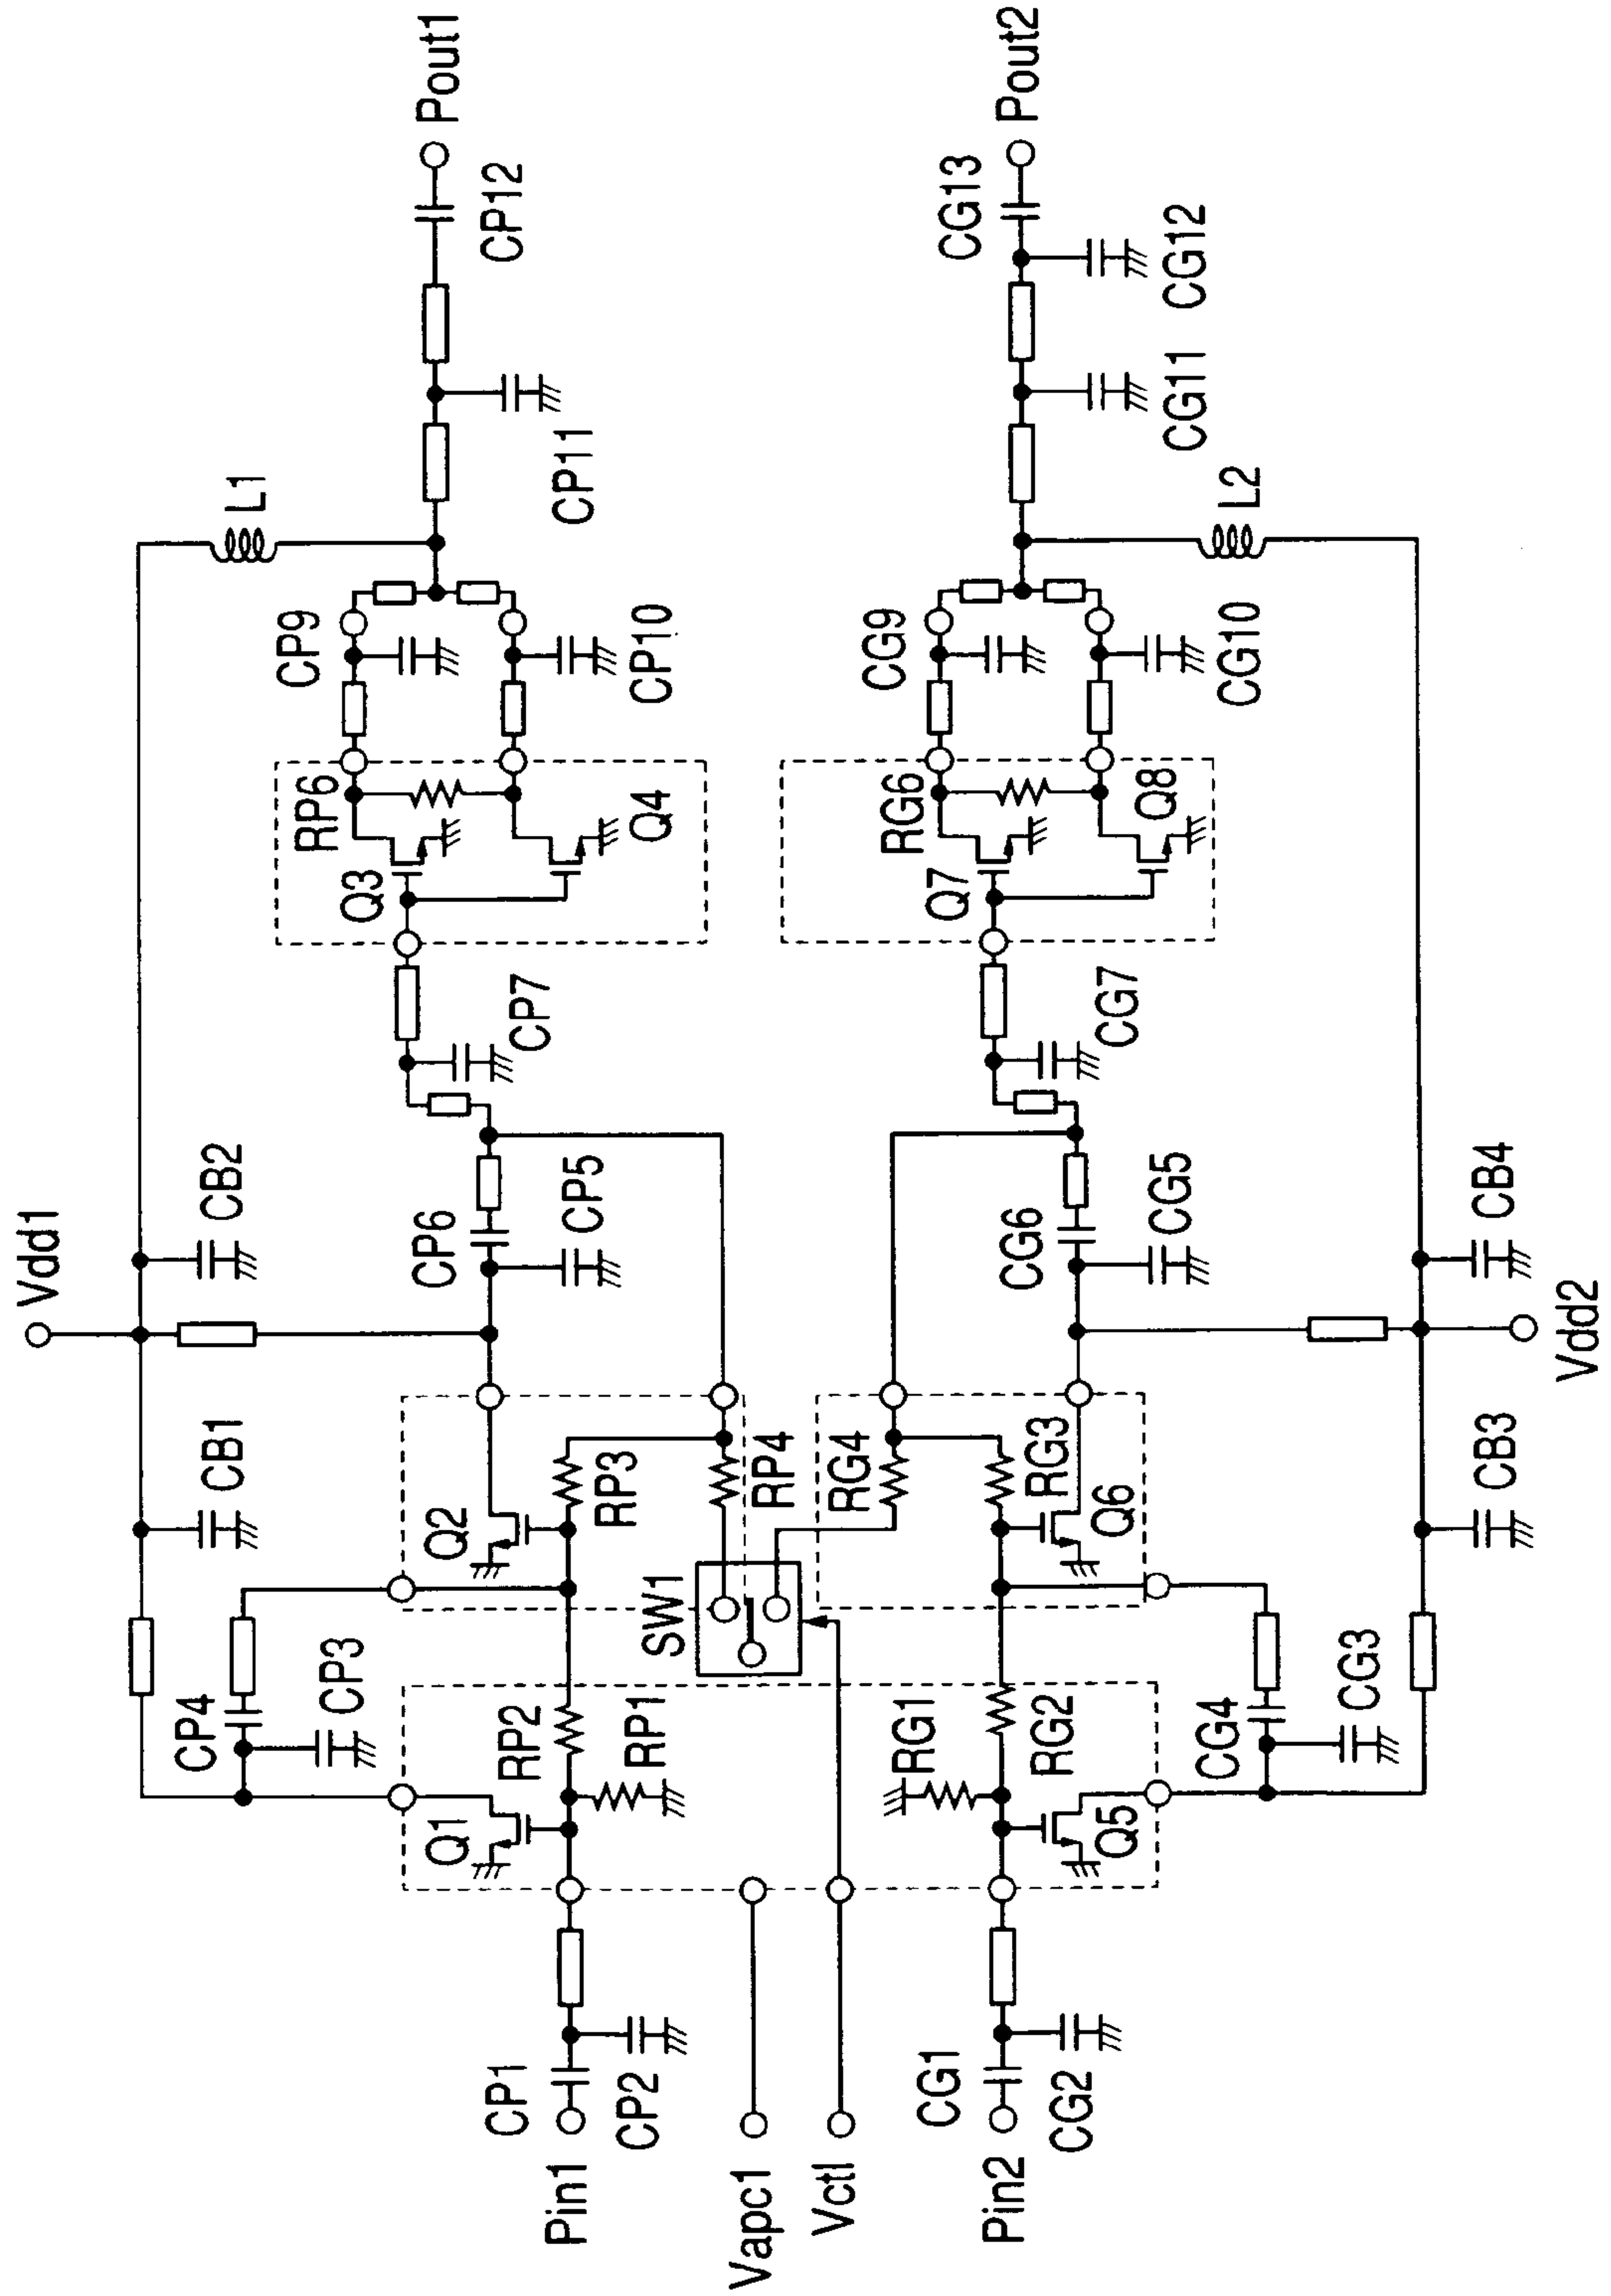 Vdd1
CB1
CB2
L1
CP4
CP3
Q1
RP2
RP1
Q2
RP3
RP4
CP6
CP5
CP7
Q3
RP6
Q4
CP9
CP10
CP11
CP12
Pout1
CP1
CP2
Pin1
Vapc1
Vctl
SW1
Pin2
CG1
CG2
RG1
RG2
Q5
RG4
RG3
Q6
CG4
CG3
CG6
CG5
CG7
Q7
RG6
Q8
CG9
CG10
L2
CG11
CG12
CG13
Pout2
CB3
CB4
Vdd2